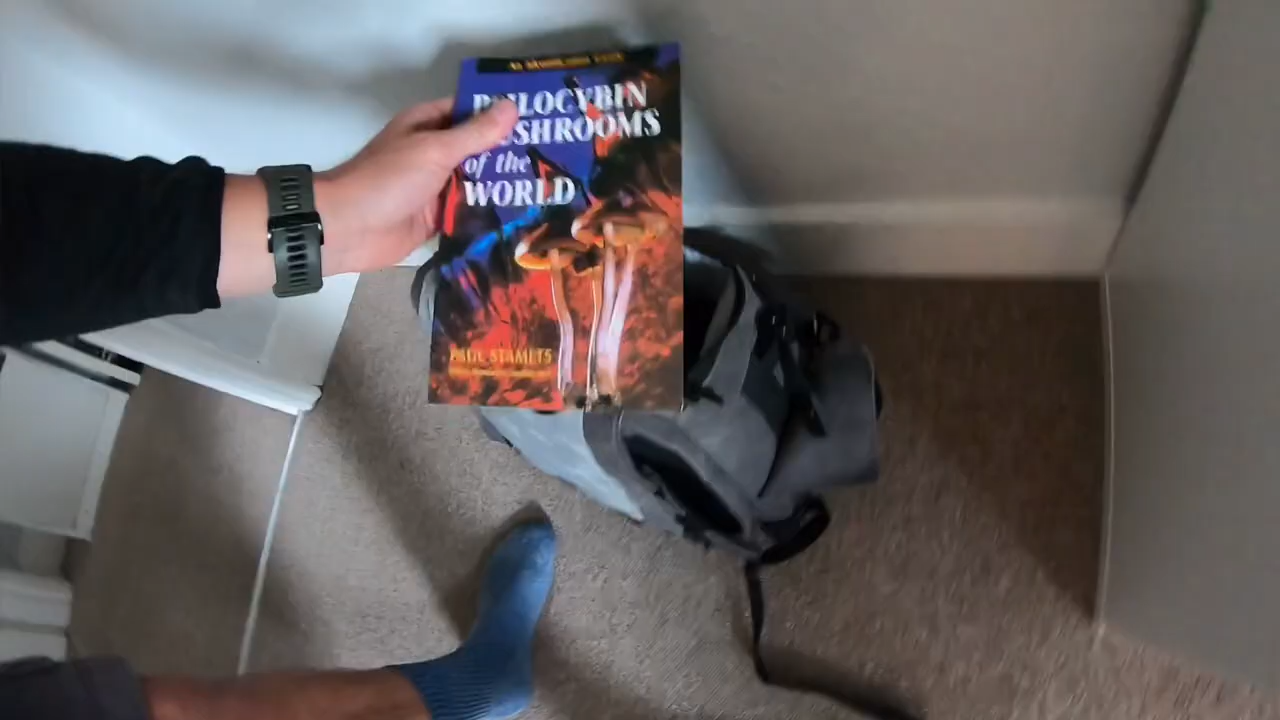 PSILOCYBIN
MUSHROOMS
of the
WORLD
PAUL STAMETS